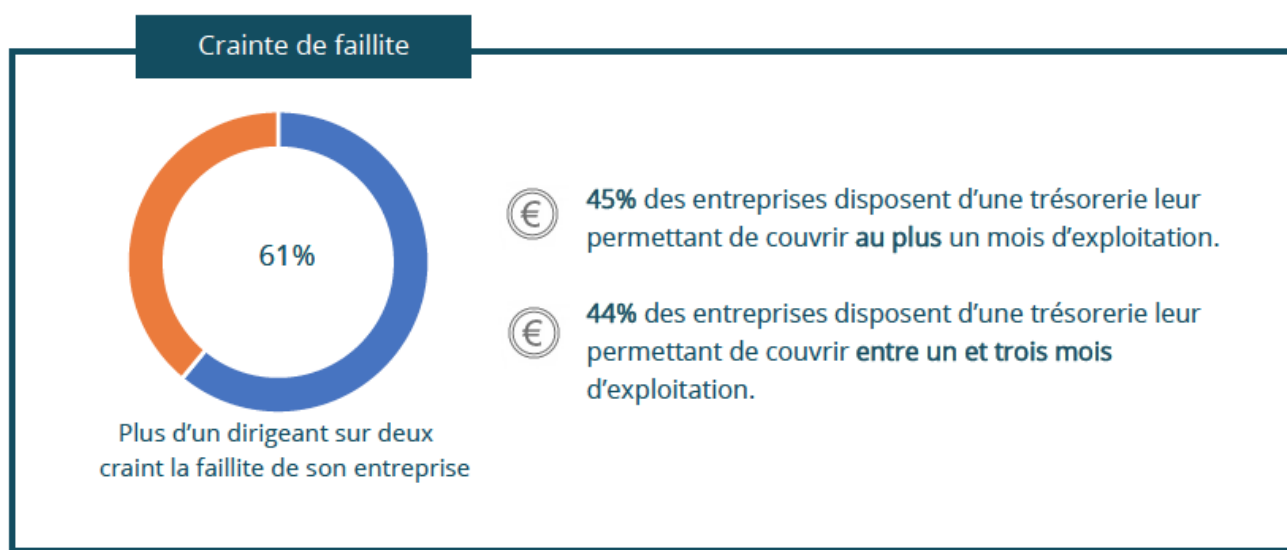 Crainte de faillite
61%
Plus d’un dirigeant sur deux
craint la faillite de son entreprise
€
45% des entreprises disposent d’une trésorerie leur
permettant de couvrir au plus un mois d’exploitation.
€
44% des entreprises disposent d’une trésorerie leur
permettant de couvrir entre un et trois mois
d’exploitation.